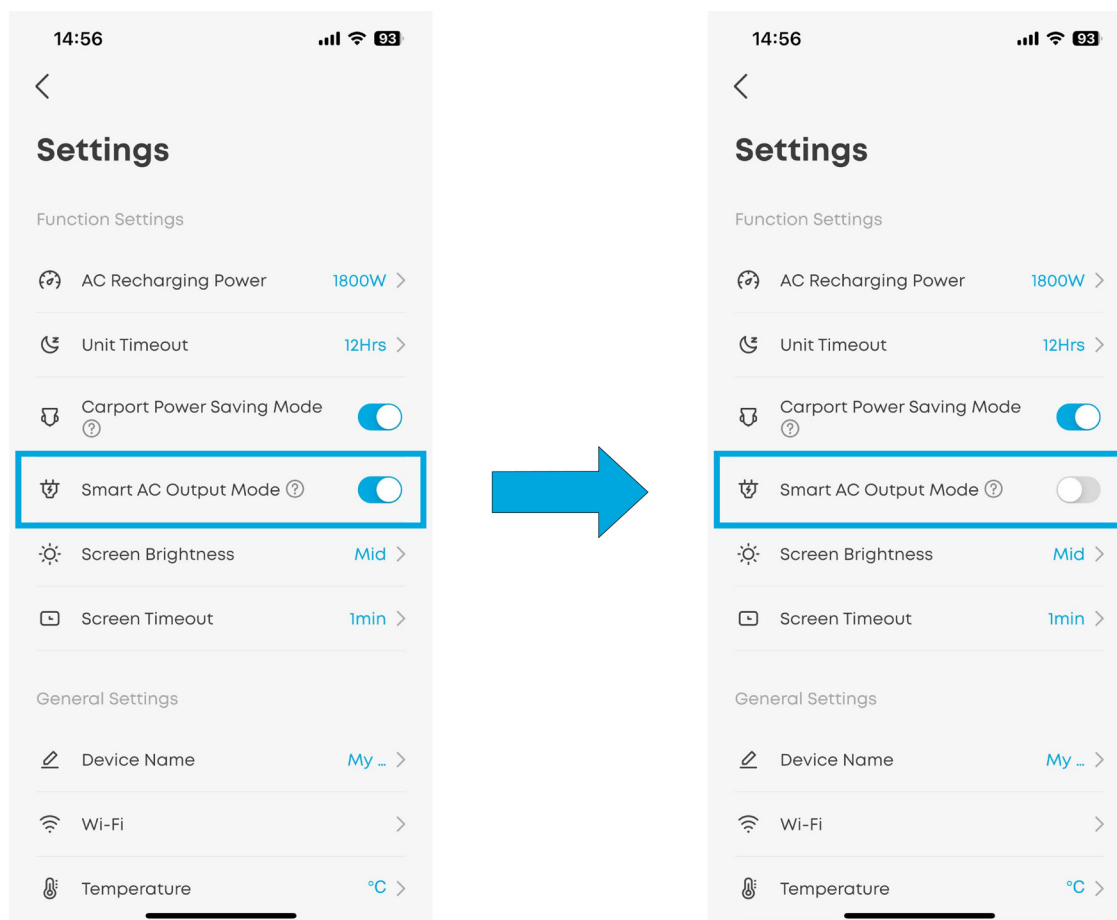 14:56
93
Settings
Function Settings
AC Recharging Power 1800W
Unit Timeout 12Hrs
Carport Power Saving Mode
?
Smart AC Output Mode ?
Screen Brightness Mid
Screen Timeout 1min
General Settings
Device Name My ...
Wi-Fi
Temperature °C
14:56
93
Settings
Function Settings
AC Recharging Power 1800W
Unit Timeout 12Hrs
Carport Power Saving Mode
?
Smart AC Output Mode ?
Screen Brightness Mid
Screen Timeout 1min
General Settings
Device Name My ...
Wi-Fi
Temperature °C